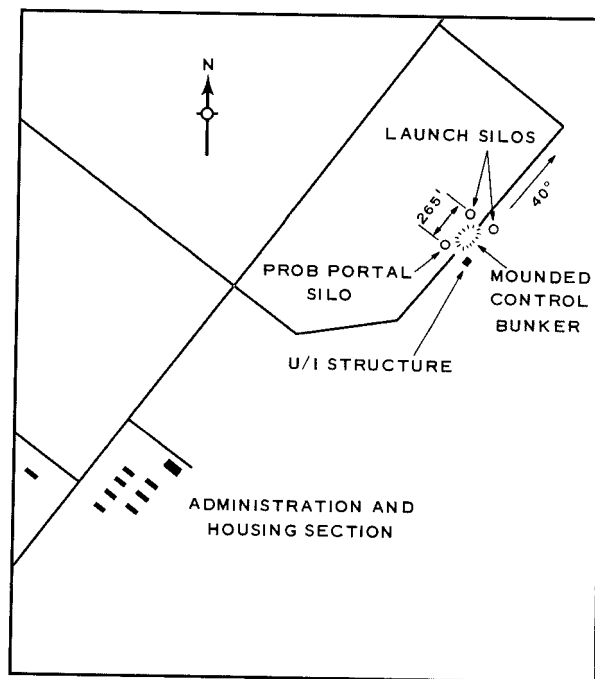 N
LAUNCH SILOS
265'
40°
PROB PORTAL
SILO
MOUNDED
CONTROL
BUNKER
U/I STRUCTURE
ADMINISTRATION AND
HOUSING SECTION